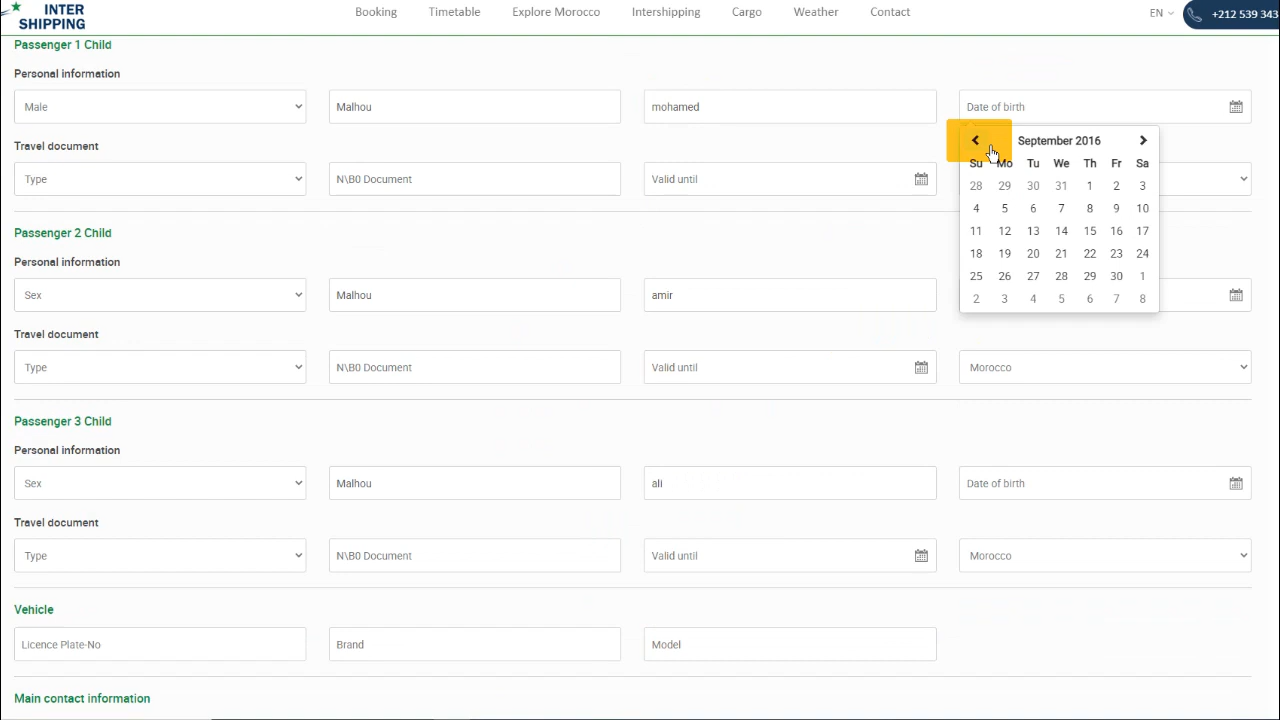 INTER
SHIPPING
Booking Timetable Explore Morocco Intershipping Cargo Weather Contact EN +212 539 343
Passenger 1 Child
Personal information
Male Malhou mohamed Date of birth
September 2016
Su Mo Tu We Th Fr Sa
28 29 30 31 1 2 3
4 5 6 7 8 9 10
11 12 13 14 15 16 17
18 19 20 21 22 23 24
25 26 27 28 29 30 1
2 3 4 5 6 7 8
Travel document
Type N\B0 Document Valid until
Passenger 2 Child
Personal information
Sex Malhou amir
Travel document
Type N\B0 Document Valid until Morocco
Passenger 3 Child
Personal information
Sex Malhou ali Date of birth
Travel document
Type N\B0 Document Valid until Morocco
Vehicle
Licence Plate-No Brand Model
Main contact information